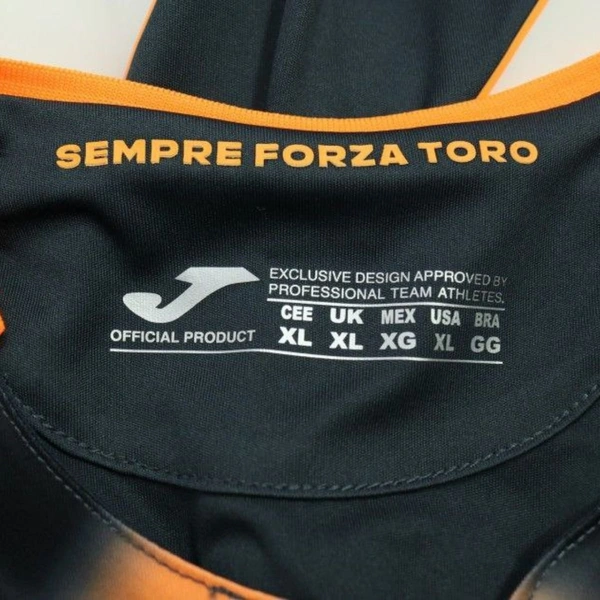 SEMPRE FORZA TORO
EXCLUSIVE DESIGN APPROVED BY
PROFESSIONAL TEAM ATHLETES.
OFFICIAL PRODUCT
CEE UK MEX USA BRA
XL XL XG XL GG